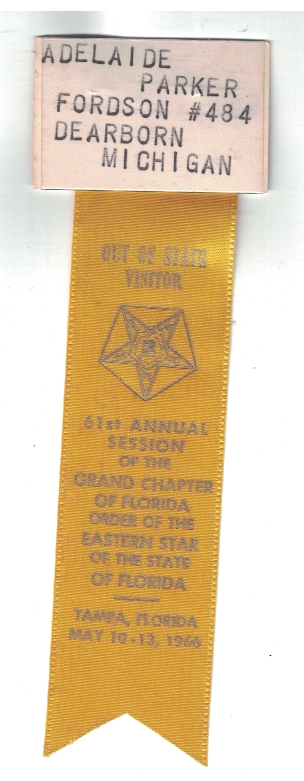 ADELAIDE
PARKER
FORDSON #484
DEARBORN
MICHIGAN
OUT OF STATE
VISITOR
61st ANNUAL
SESSION
OF THE
GRAND CHAPTER
OF FLORIDA
ORDER OF THE
EASTERN STAR
OF THE STATE
OF FLORIDA
TAMPA, FLORIDA
MAY 10-13, 1966